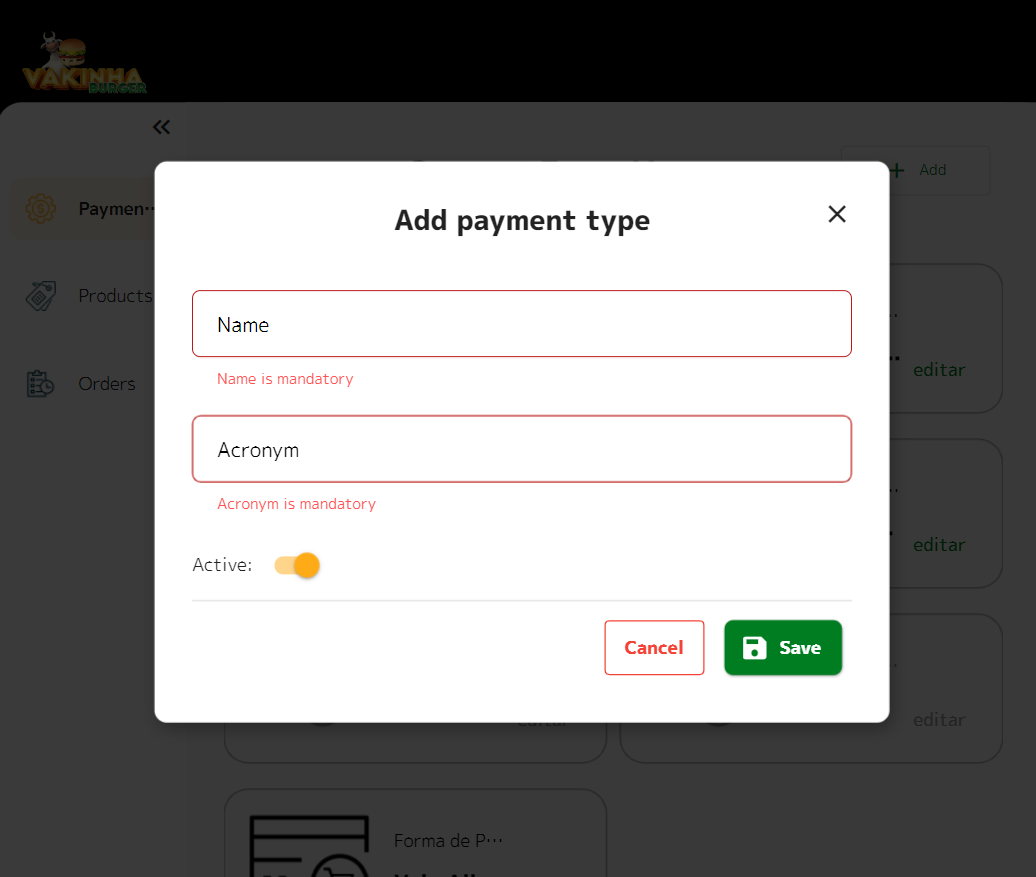 VAKINHA
BURGER
Add
Paymen…
Products
Orders
Add payment type
Name
Name is mandatory
Acronym
Acronym is mandatory
Active:
Cancel
Save
editar
editar
editar
editar
Forma de P…